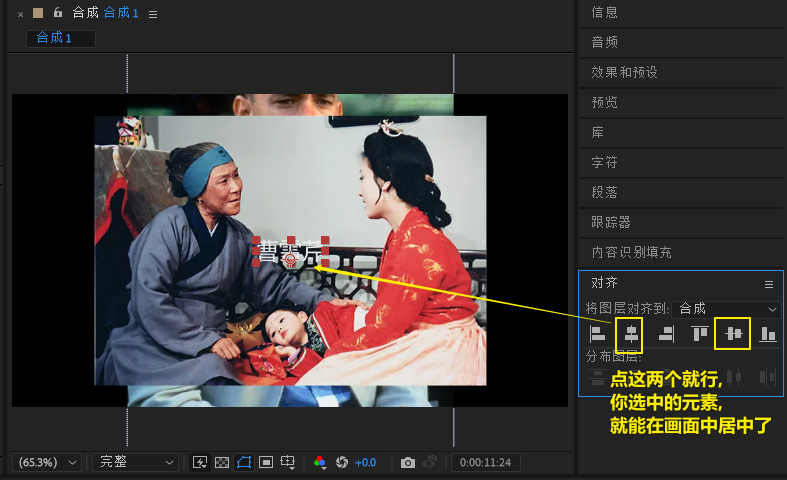 合成 合成 1
合成 1
曹雪芹
(65.3%)
完整
+0.0
0:00:11:24
信息
音频
效果和预设
预览
库
字符
段落
跟踪器
内容识别填充
对齐
将图层对齐到: 合成
分布图层:
点这两个就行,
你选中的元素,
就能在画面中居中了